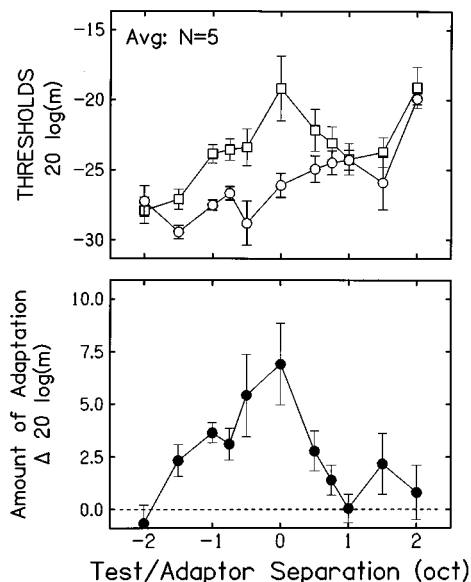 Avg: N=5
THRESHOLDS
20 log(m)
-15
-20
-25
-30
Amount of Adaptation
Δ 20 log(m)
10.0
7.5
5.0
2.5
0.0
-2 -1 0 1 2
Test/Adaptor Separation (oct)